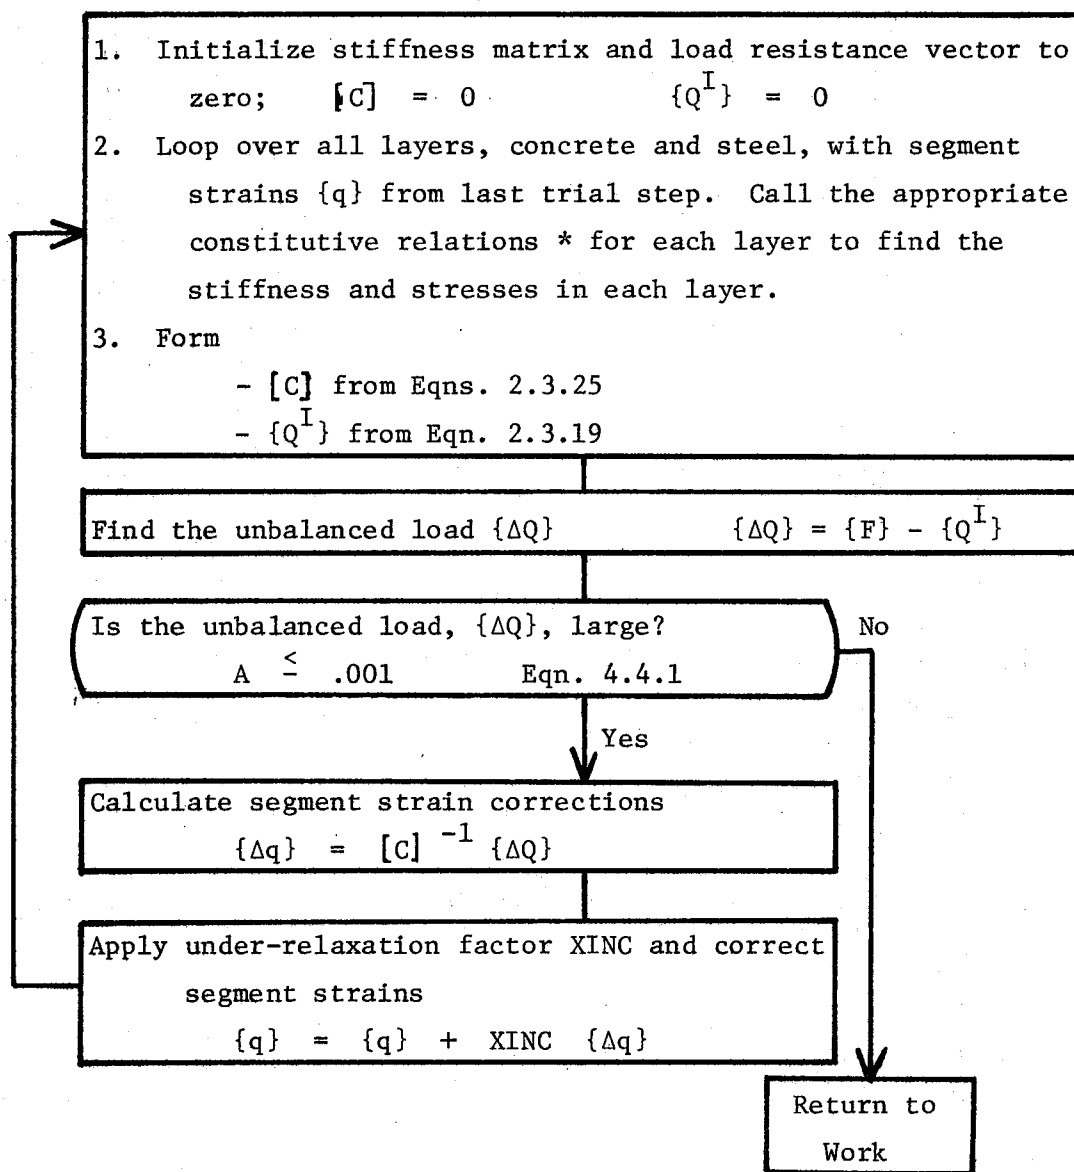 1. Initialize stiffness matrix and load resistance vector to
zero; [C] = 0 {Q^I} = 0
2. Loop over all layers, concrete and steel, with segment
strains {q} from last trial step. Call the appropriate
constitutive relations * for each layer to find the
stiffness and stresses in each layer.
3. Form
- [C] from Eqns. 2.3.25
- {Q^I} from Eqn. 2.3.19
Find the unbalanced load {ΔQ} {ΔQ} = {F} - {Q^I}
Is the unbalanced load, {ΔQ}, large?
A ≤ .001 Eqn. 4.4.1
No
Yes
Calculate segment strain corrections
{Δq} = [C]^-1 {ΔQ}
Apply under-relaxation factor XINC and correct
segment strains
{q} = {q} + XINC {Δq}
Return to
Work